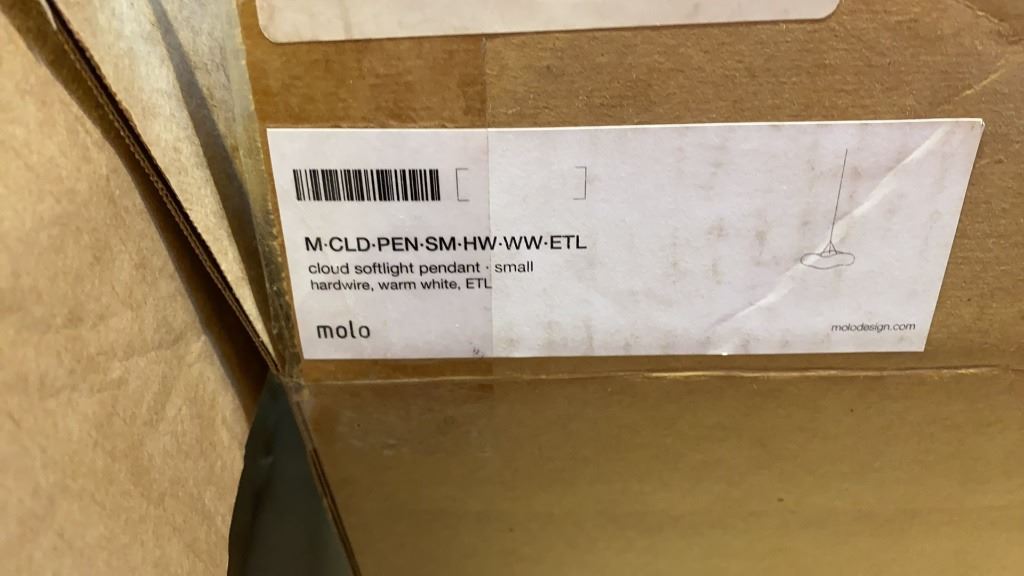 M·CLD·PEN·SM·HW·WW·ETL
cloud softlight pendant · small
hardwire, warm white, ETL
molo
molodesign.com